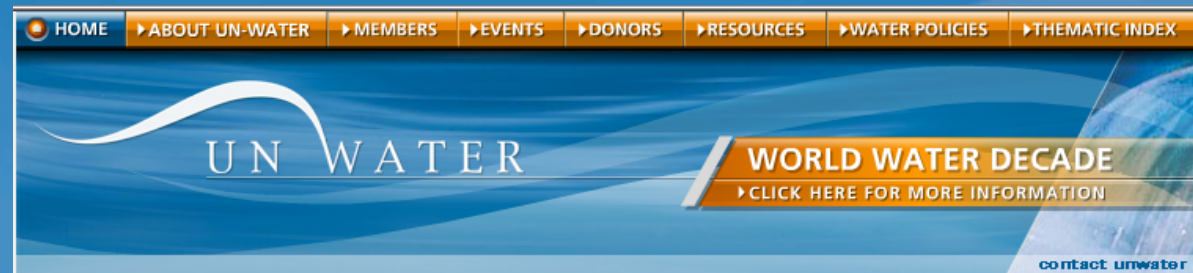 HOME ABOUT UN-WATER MEMBERS EVENTS DONORS RESOURCES WATER POLICIES THEMATIC INDEX
UN WATER
WORLD WATER DECADE
CLICK HERE FOR MORE INFORMATION
contact unwater